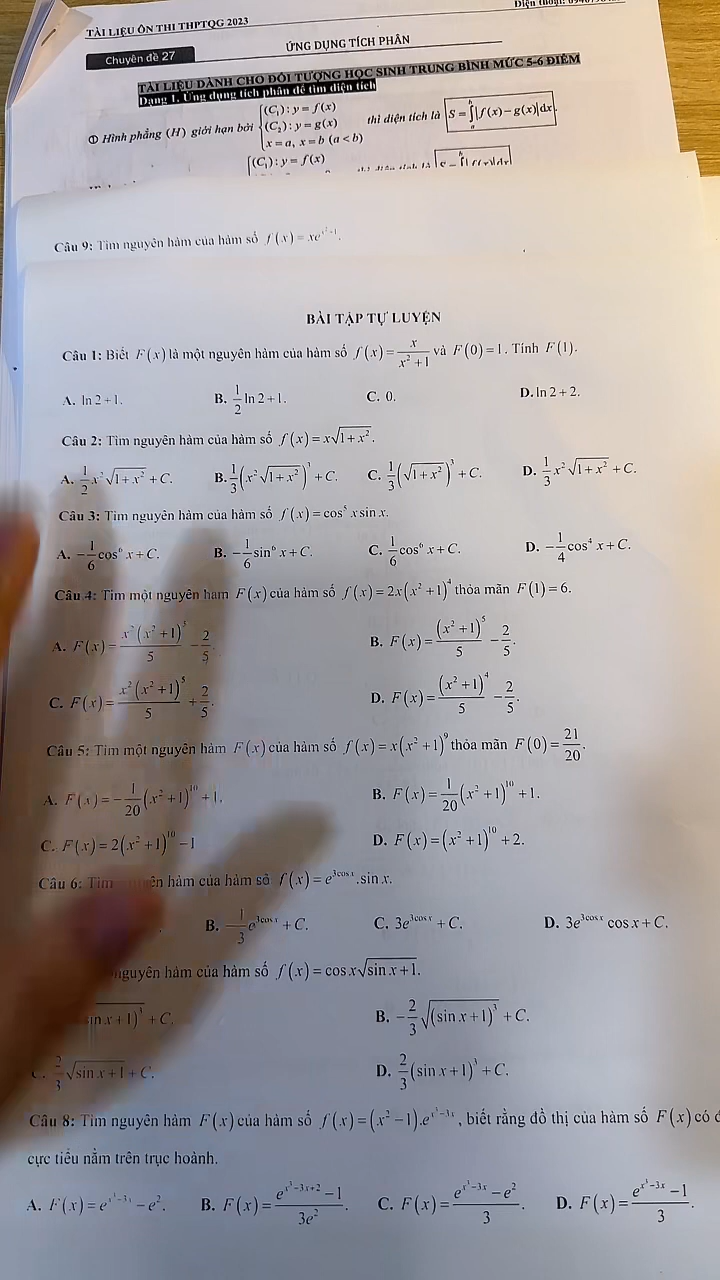 TÀI LIỆU ÔN THI THPTQG 2023
Chuyên đề 27
ỨNG DỤNG TÍCH PHÂN
TÀI LIỆU DÀNH CHO ĐỐI TƯỢNG HỌC SINH TRUNG BÌNH MỨC 5-6 ĐIỂM
Dạng 1. Ứng dụng tích phân để tìm diện tích
① Hình phẳng (H) giới hạn bởi { (C₁): y = f(x)
(C₂): y = g(x)
x = a, x = b (a < b)
thì diện tích là S = ∫ₐᵇ |f(x) − g(x)|dx.
(C₁): y = f(x)
Câu 9: Tìm nguyên hàm của hàm số f(x) = xe^(x²+1).
BÀI TẬP TỰ LUYỆN
Câu 1: Biết F(x) là một nguyên hàm của hàm số f(x) = x/(x²+1) và F(0) = 1. Tính F(1).
A. ln 2 + 1. B. 1/2 ln 2 + 1. C. 0. D. ln 2 + 2.
Câu 2: Tìm nguyên hàm của hàm số f(x) = x√(1+x²).
A. 1/2 x²√(1+x²) + C. B. 1/3 (x²√(1+x²))³ + C. C. 1/3 (√(1+x²))³ + C. D. 1/3 x²√(1+x²) + C.
Câu 3: Tìm nguyên hàm của hàm số f(x) = cos⁵ x sin x.
A. −1/6 cos⁶ x + C. B. −1/6 sin⁶ x + C. C. 1/6 cos⁶ x + C. D. −1/4 cos⁴ x + C.
Câu 4: Tìm một nguyên hàm F(x) của hàm số f(x) = 2x(x²+1)⁴ thỏa mãn F(1) = 6.
A. F(x) = x²(x²+1)⁵/5 − 2/5. B. F(x) = (x²+1)⁵/5 − 2/5.
C. F(x) = x²(x²+1)⁵/5 + 2/5. D. F(x) = (x²+1)⁴/5 − 2/5.
Câu 5: Tìm một nguyên hàm F(x) của hàm số f(x) = x(x²+1)⁹ thỏa mãn F(0) = 21/20.
A. F(x) = −1/20 (x²+1)¹⁰ + 1. B. F(x) = 1/20 (x²+1)¹⁰ + 1.
C. F(x) = 2(x²+1)¹⁰ − 1 D. F(x) = (x²+1)¹⁰ + 2.
Câu 6: Tìm hàm của hàm số f(x) = e^(3cos x).sin x.
B. −1/3 e^(3cos x) + C. C. 3e^(3cos x) + C. D. 3e^(3cos x) cos x + C.
nguyên hàm của hàm số f(x) = cos x√(sin x + 1).
x + 1)³ + C. B. −2/3 √((sin x + 1)³) + C.
C. 2/3 √(sin x + 1) + C. D. 2/3 (sin x + 1)³ + C.
Câu 8: Tìm nguyên hàm F(x) của hàm số f(x) = (x² − 1).e^(x³−3x), biết rằng đồ thị của hàm số F(x) có
cực tiểu nằm trên trục hoành.
A. F(x) = e^(x³−3x) − e². B. F(x) = (e^(x³−3x+2) − 1)/(3e²). C. F(x) = (e^(x³−3x) − e²)/3. D. F(x) = (e^(x³−3x) − 1)/3.